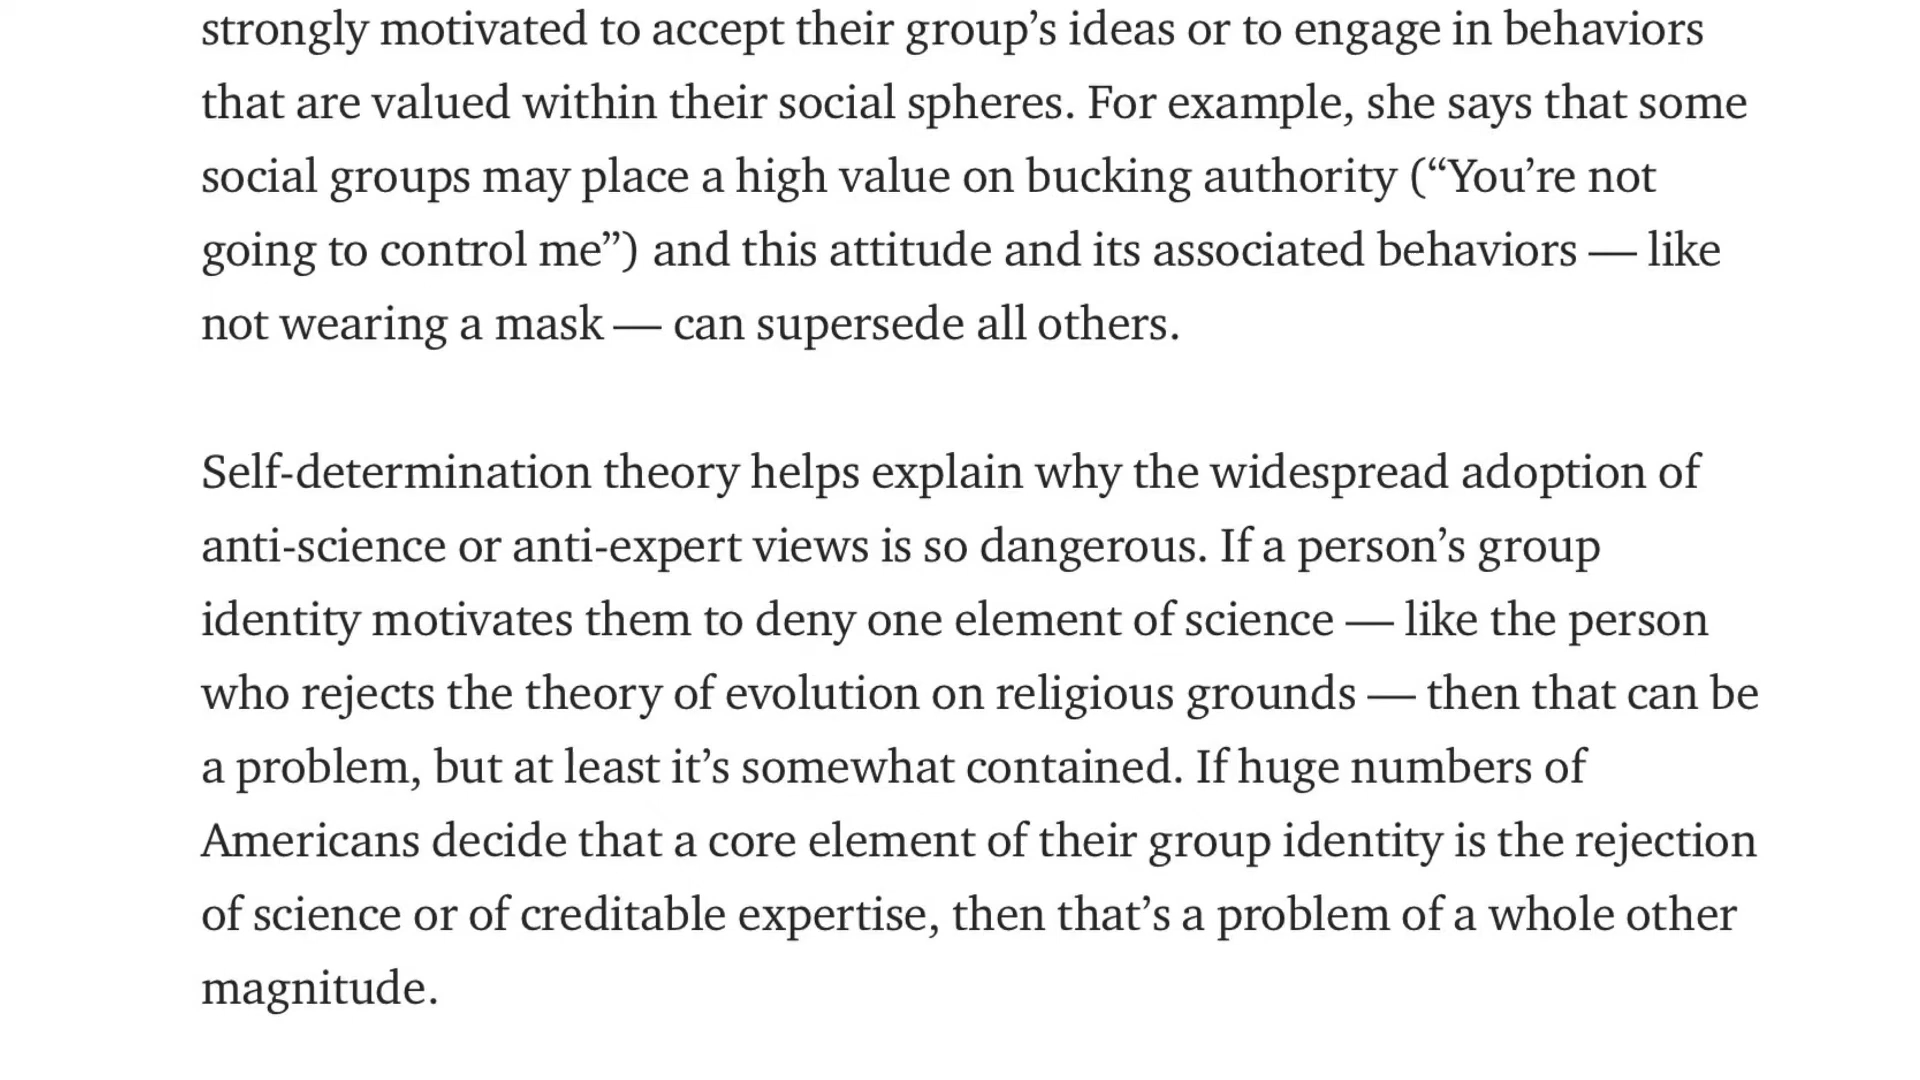 strongly motivated to accept their group’s ideas or to engage in behaviors
that are valued within their social spheres. For example, she says that some
social groups may place a high value on bucking authority (“You’re not
going to control me”) and this attitude and its associated behaviors — like
not wearing a mask — can supersede all others.
Self-determination theory helps explain why the widespread adoption of
anti-science or anti-expert views is so dangerous. If a person’s group
identity motivates them to deny one element of science — like the person
who rejects the theory of evolution on religious grounds — then that can be
a problem, but at least it’s somewhat contained. If huge numbers of
Americans decide that a core element of their group identity is the rejection
of science or of creditable expertise, then that’s a problem of a whole other
magnitude.